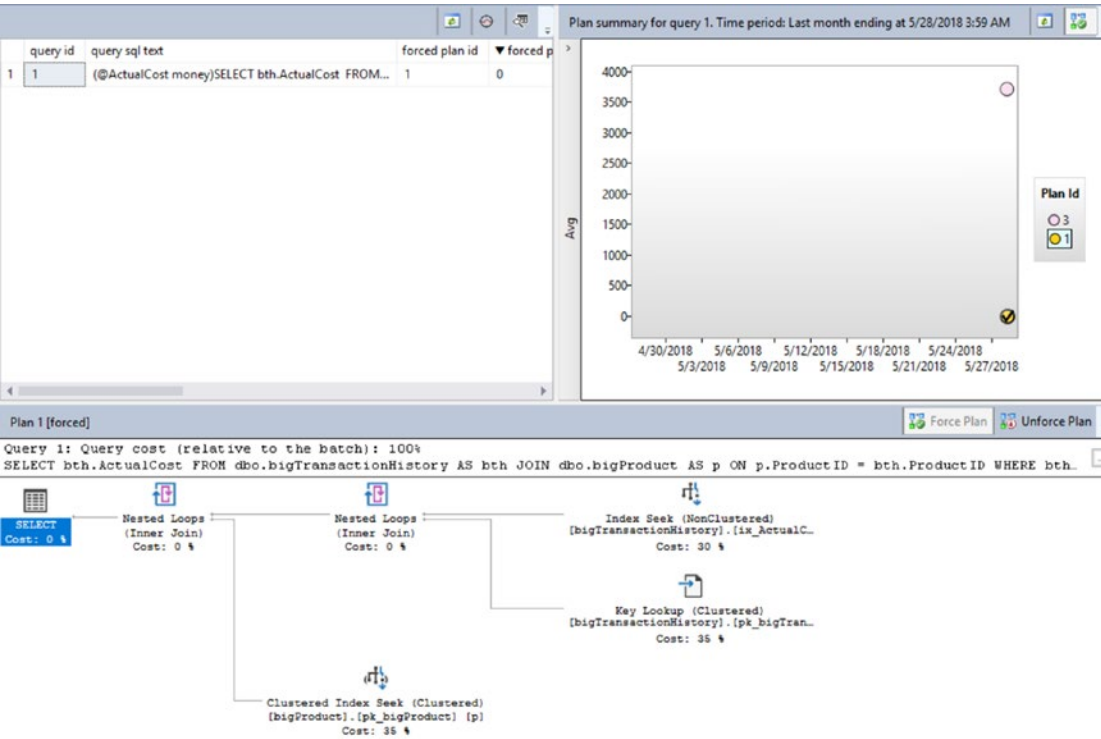 Plan summary for query 1. Time period: Last month ending at 5/28/2018 3:59 AM
query id query sql text forced plan id ▼ forced p
1 1 (@ActualCost money)SELECT bth.ActualCost FROM... 1 0
4000
3500
3000
2500
2000
1500
1000
500
0
Avg
4/30/2018 5/6/2018 5/12/2018 5/18/2018 5/24/2018
5/3/2018 5/9/2018 5/15/2018 5/21/2018 5/27/2018
Plan Id
3
1
Plan 1 [forced]
Force Plan Unforce Plan
Query 1: Query cost (relative to the batch): 100%
SELECT bth.ActualCost FROM dbo.bigTransactionHistory AS bth JOIN dbo.bigProduct AS p ON p.ProductID = bth.ProductID WHERE bth…
SELECT
Cost: 0 %
Nested Loops
(Inner Join)
Cost: 0 %
Nested Loops
(Inner Join)
Cost: 0 %
Index Seek (NonClustered)
[bigTransactionHistory].[ix_ActualC…
Cost: 30 %
Key Lookup (Clustered)
[bigTransactionHistory].[pk_bigTran…
Cost: 35 %
Clustered Index Seek (Clustered)
[bigProduct].[pk_bigProduct] [p]
Cost: 35 %